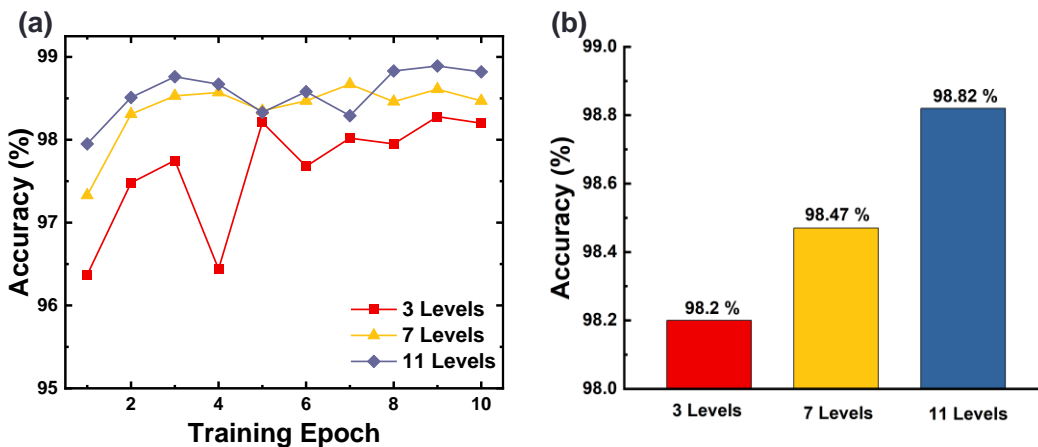 (a)
Accuracy (%)
99
98
97
96
95
2
4
6
8
10
Training Epoch
3 Levels
7 Levels
11 Levels
(b)
Accuracy (%)
99.0
98.8
98.6
98.4
98.2
98.0
98.2 %
98.47 %
98.82 %
3 Levels
7 Levels
11 Levels